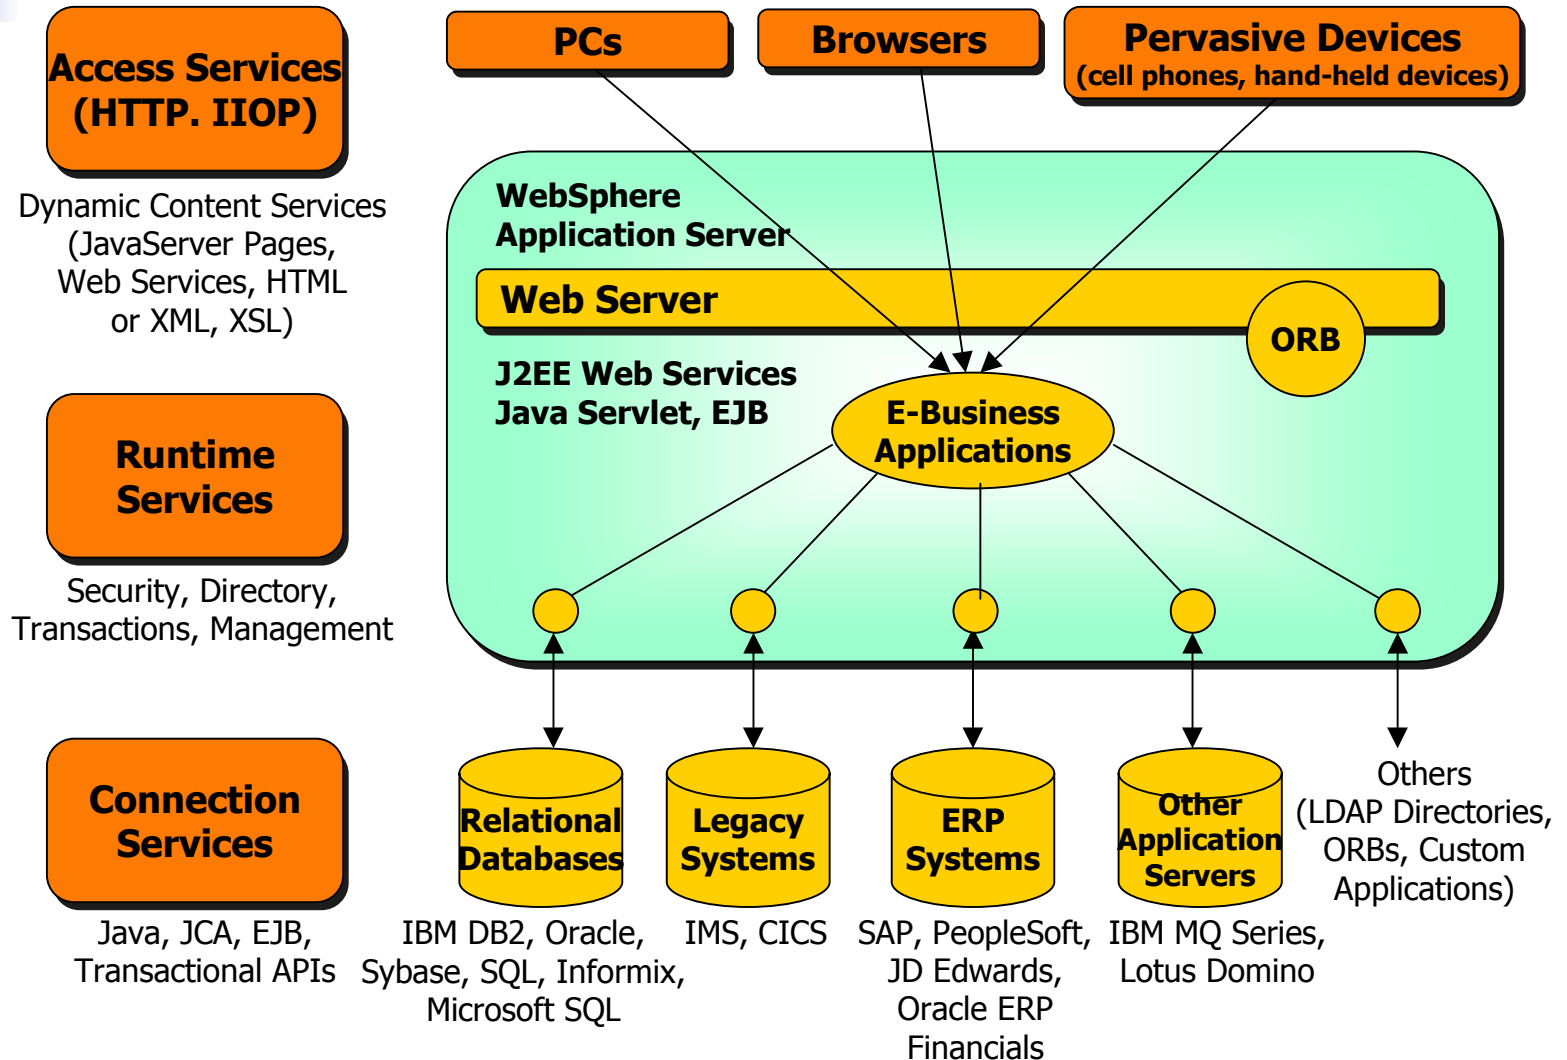 Access Services
(HTTP. IIOP)
Dynamic Content Services
(JavaServer Pages,
Web Services, HTML
or XML, XSL)
Runtime
Services
Security, Directory,
Transactions, Management
Connection
Services
Java, JCA, EJB,
Transactional APIs
PCs
Browsers
Pervasive Devices
(cell phones, hand-held devices)
WebSphere
Application Server
Web Server
ORB
J2EE Web Services
Java Servlet, EJB
E-Business
Applications
Relational
Databases
IBM DB2, Oracle,
Sybase, SQL, Informix,
Microsoft SQL
Legacy
Systems
IMS, CICS
ERP
Systems
SAP, PeopleSoft,
JD Edwards,
Oracle ERP
Financials
Other
Application
Servers
IBM MQ Series,
Lotus Domino
Others
(LDAP Directories,
ORBs, Custom
Applications)